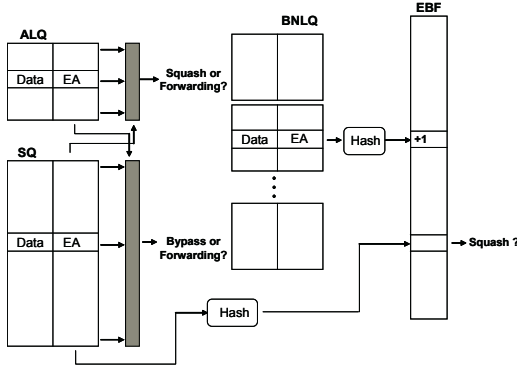 EBF
ALQ
BNLQ
Data EA
Squash or
Forwarding?
Data EA
Hash
+1
SQ
Data EA
Bypass or
Forwarding?
Squash ?
Hash